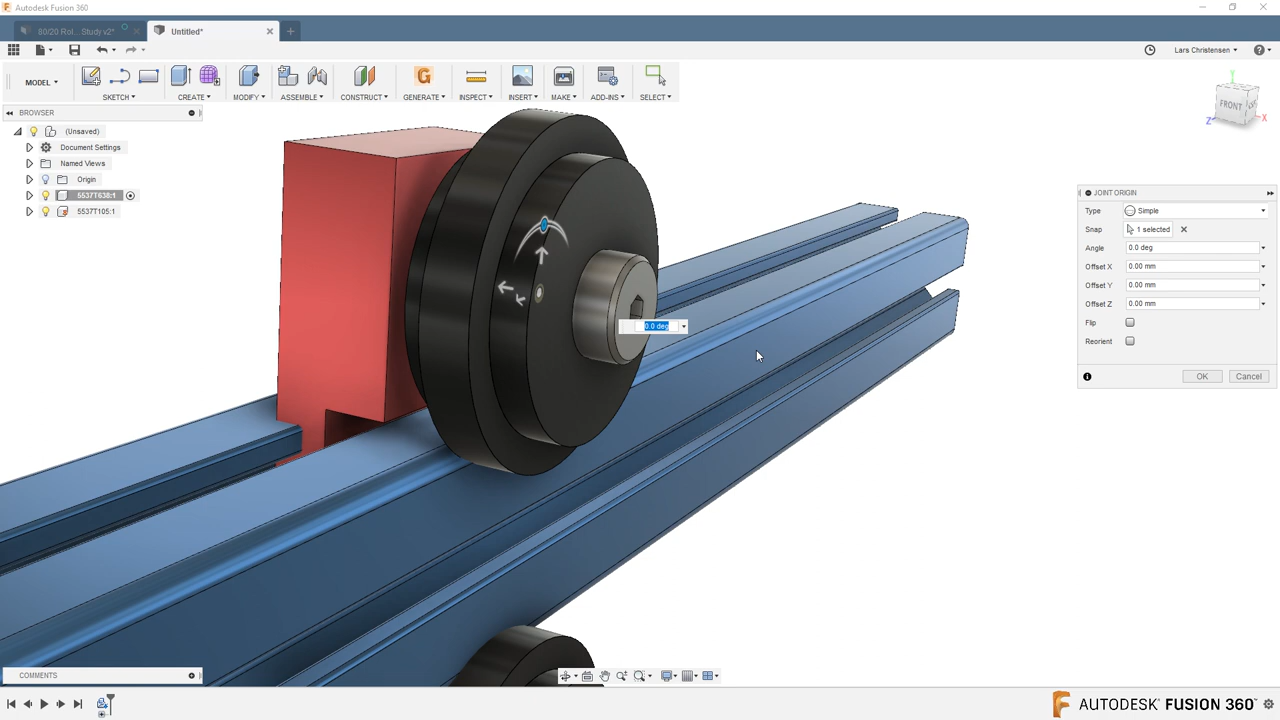 Autodesk Fusion 360
80/20 Rol... Study v2*
Untitled*
Lars Christensen
MODEL
SKETCH
CREATE
MODIFY
ASSEMBLE
CONSTRUCT
GENERATE
INSPECT
INSERT
MAKE
ADD-INS
SELECT
BROWSER
(Unsaved)
Document Settings
Named Views
Origin
5537T638:1
5537T105:1
FRONT
Z
X
Y
JOINT ORIGIN
Type
Simple
Snap
1 selected
Angle
0.0 deg
Offset X
0.00 mm
Offset Y
0.00 mm
Offset Z
0.00 mm
Flip
Reorient
OK
Cancel
0.0 deg
COMMENTS
AUTODESK® FUSION 360™